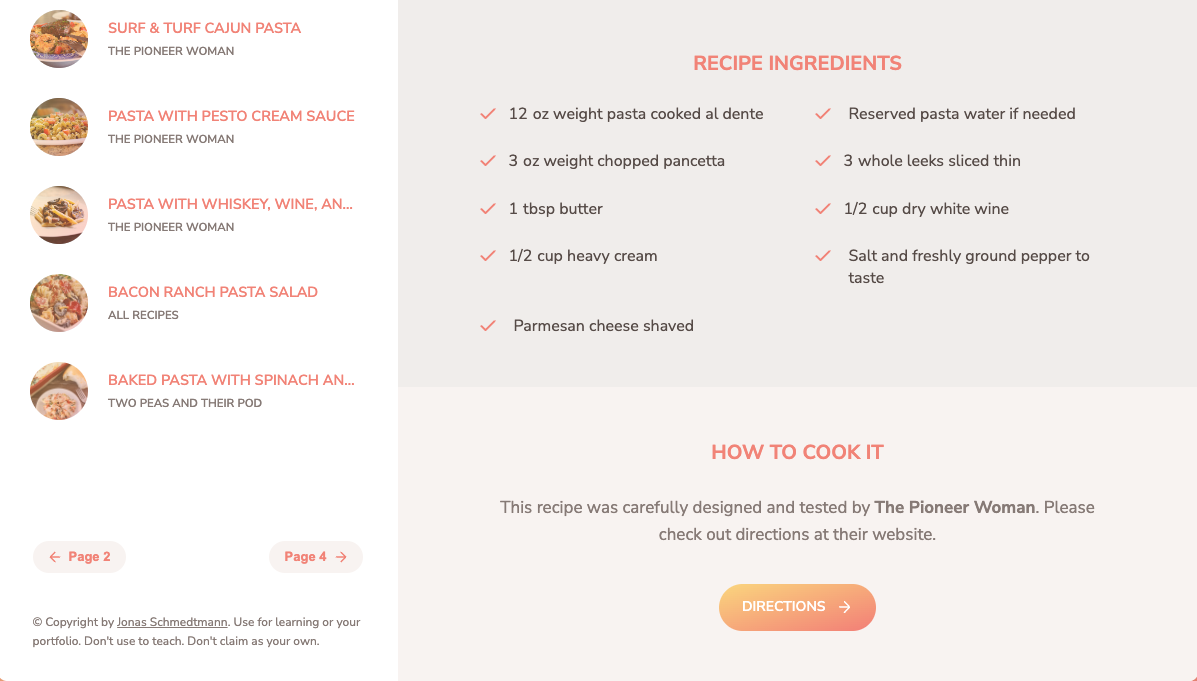 SURF & TURF CAJUN PASTA
THE PIONEER WOMAN
PASTA WITH PESTO CREAM SAUCE
THE PIONEER WOMAN
PASTA WITH WHISKEY, WINE, AN...
THE PIONEER WOMAN
BACON RANCH PASTA SALAD
ALL RECIPES
BAKED PASTA WITH SPINACH AN...
TWO PEAS AND THEIR POD
Page 2
Page 4
© Copyright by Jonas Schmedtmann. Use for learning or your
portfolio. Don't use to teach. Don't claim as your own.
RECIPE INGREDIENTS
12 oz weight pasta cooked al dente
Reserved pasta water if needed
3 oz weight chopped pancetta
3 whole leeks sliced thin
1 tbsp butter
1/2 cup dry white wine
1/2 cup heavy cream
Salt and freshly ground pepper to
taste
Parmesan cheese shaved
HOW TO COOK IT
This recipe was carefully designed and tested by The Pioneer Woman. Please
check out directions at their website.
DIRECTIONS